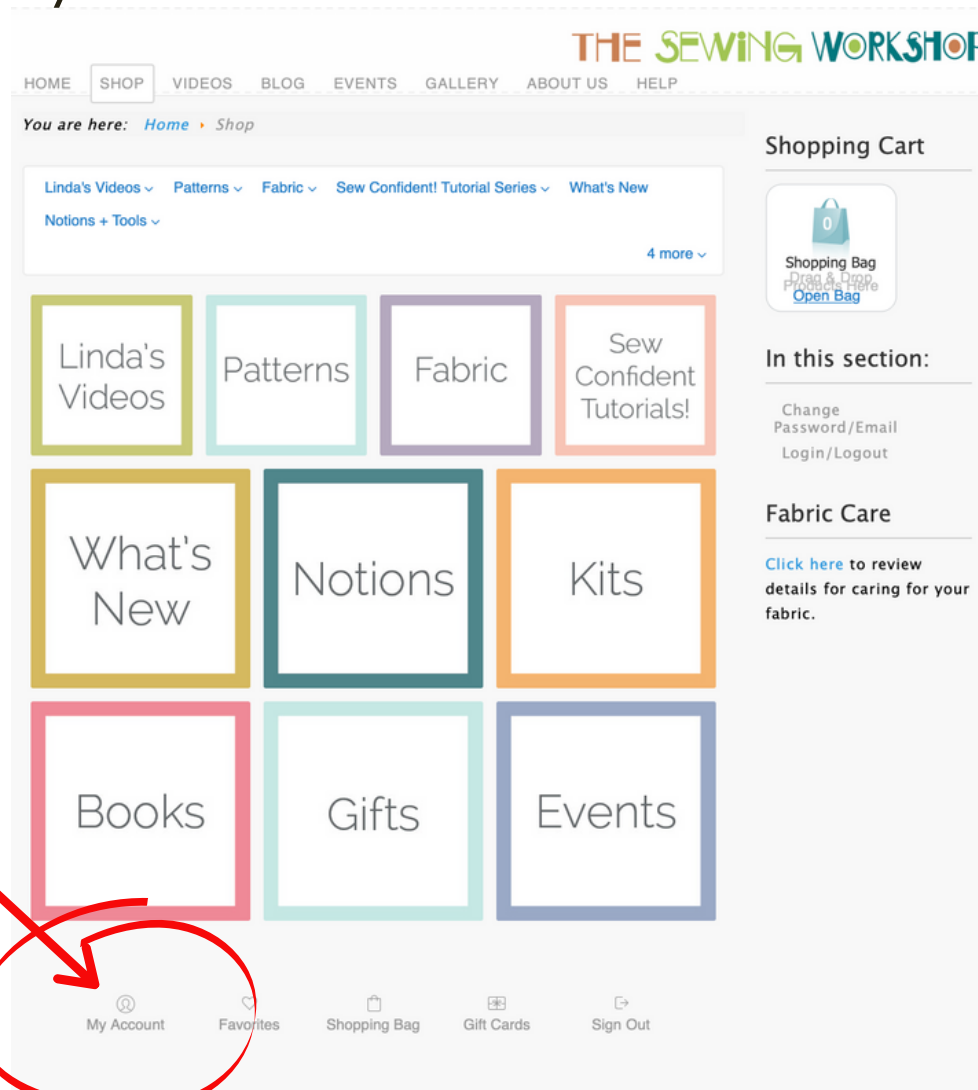 THE SEWING WORKSHOP
HOME SHOP VIDEOS BLOG EVENTS GALLERY ABOUT US HELP
You are here: Home › Shop
Linda's Videos Patterns Fabric Sew Confident! Tutorial Series What's New
Notions + Tools
4 more
Linda's
Videos
Patterns
Fabric
Sew
Confident
Tutorials!
What's
New
Notions
Kits
Books
Gifts
Events
My Account Favorites Shopping Bag Gift Cards Sign Out
Shopping Cart
0
Shopping Bag
Drag & Drop
Products Here
Open Bag
In this section:
Change
Password/Email
Login/Logout
Fabric Care
Click here to review
details for caring for your
fabric.